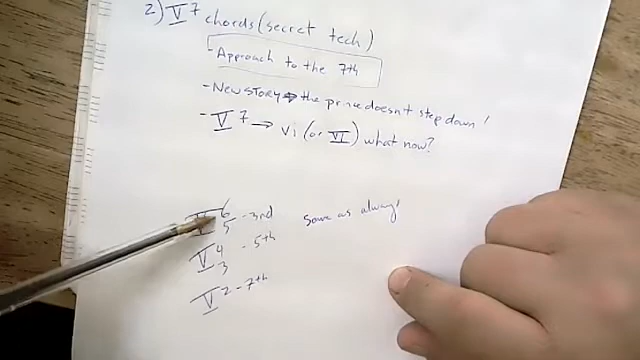 2) V7 chords (secret tech)
- Approach to the 7th
- New story → the price doesn't step down!
- V7 → vi (or VI) what now?
V6/5 - 3rd same as always
V4/3 - 5th
V2 - 7th